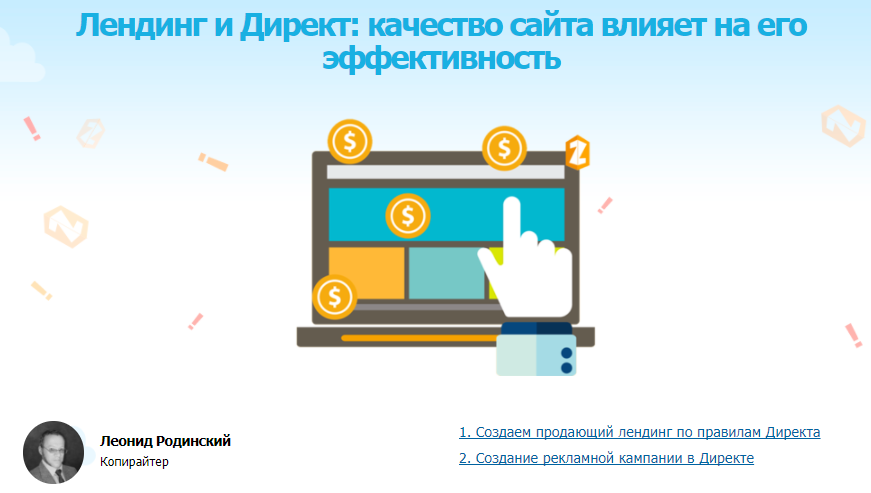 Лендинг и Директ: качество сайта влияет на его
эффективность
Леонид Родинский
Копирайтер
1. Создаем продающий лендинг по правилам Директа
2. Создание рекламной кампании в Директе